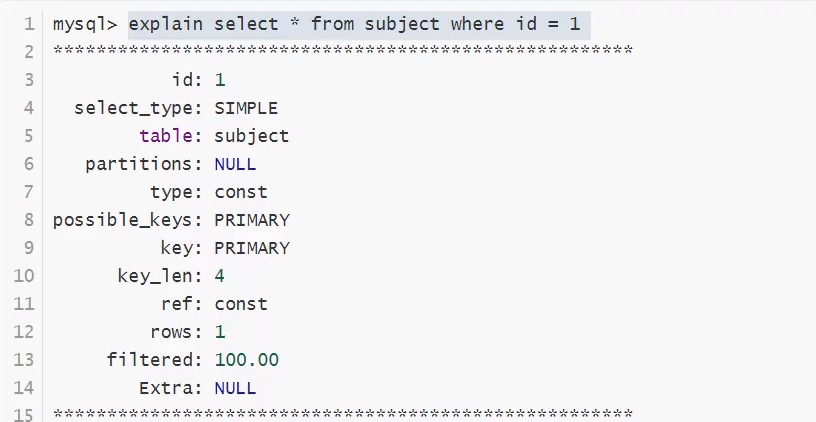 1 mysql> explain select * from subject where id = 1
2 ******************************************************
3 id: 1
4 select_type: SIMPLE
5 table: subject
6 partitions: NULL
7 type: const
8 possible_keys: PRIMARY
9 key: PRIMARY
10 key_len: 4
11 ref: const
12 rows: 1
13 filtered: 100.00
14 Extra: NULL
15 ******************************************************